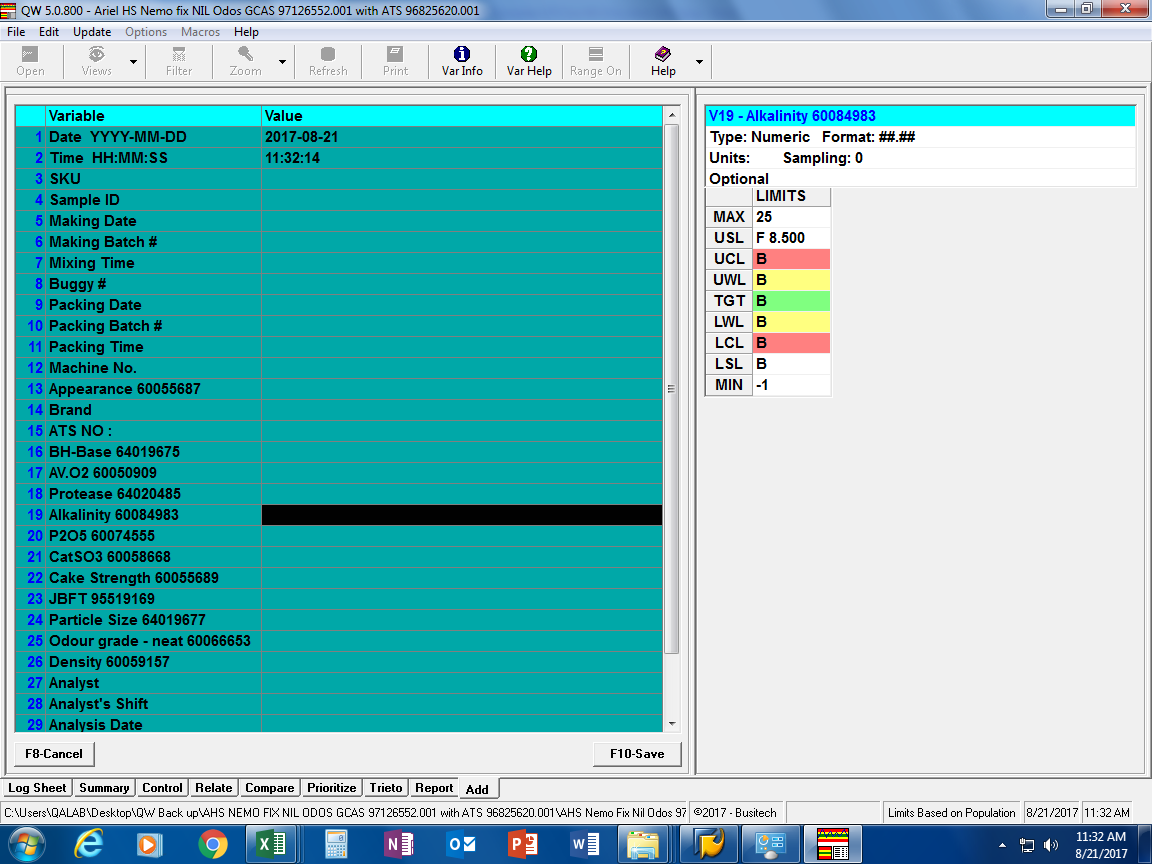 QW 5.0.800 - Ariel HS Nemo fix NIL Odos GCAS 97126552.001 with ATS 96825620.001
File Edit Update Options Macros Help
Open Views Filter Zoom Refresh Print Var Info Var Help Range On Help
Variable Value
1 Date YYYY-MM-DD 2017-08-21
2 Time HH:MM:SS 11:32:14
3 SKU
4 Sample ID
5 Making Date
6 Making Batch #
7 Mixing Time
8 Buggy #
9 Packing Date
10 Packing Batch #
11 Packing Time
12 Machine No.
13 Appearance 60055687
14 Brand
15 ATS NO :
16 BH-Base 64019675
17 AV.O2 60050909
18 Protease 64020485
19 Alkalinity 60084983
20 P2O5 60074555
21 CatSO3 60058668
22 Cake Strength 60055689
23 JBFT 95519169
24 Particle Size 64019677
25 Odour grade - neat 60066653
26 Density 60059157
27 Analyst
28 Analyst's Shift
29 Analysis Date
F8-Cancel F10-Save
V19 - Alkalinity 60084983
Type: Numeric Format: ##.##
Units: Sampling: 0
Optional
LIMITS
MAX 25
USL F 8.500
UCL B
UWL B
TGT B
LWL B
LCL B
LSL B
MIN -1
Log Sheet Summary Control Relate Compare Prioritize Trieto Report Add
C:\Users\QALAB\Desktop\QW Back up\AHS NEMO FIX NIL ODOS GCAS 97126552.001 with ATS 96825620.001\AHS Nemo Fix Nil Odos 97 ©2017 - Busitech Limits Based on Population 8/21/2017 11:32 AM
11:32 AM
8/21/2017